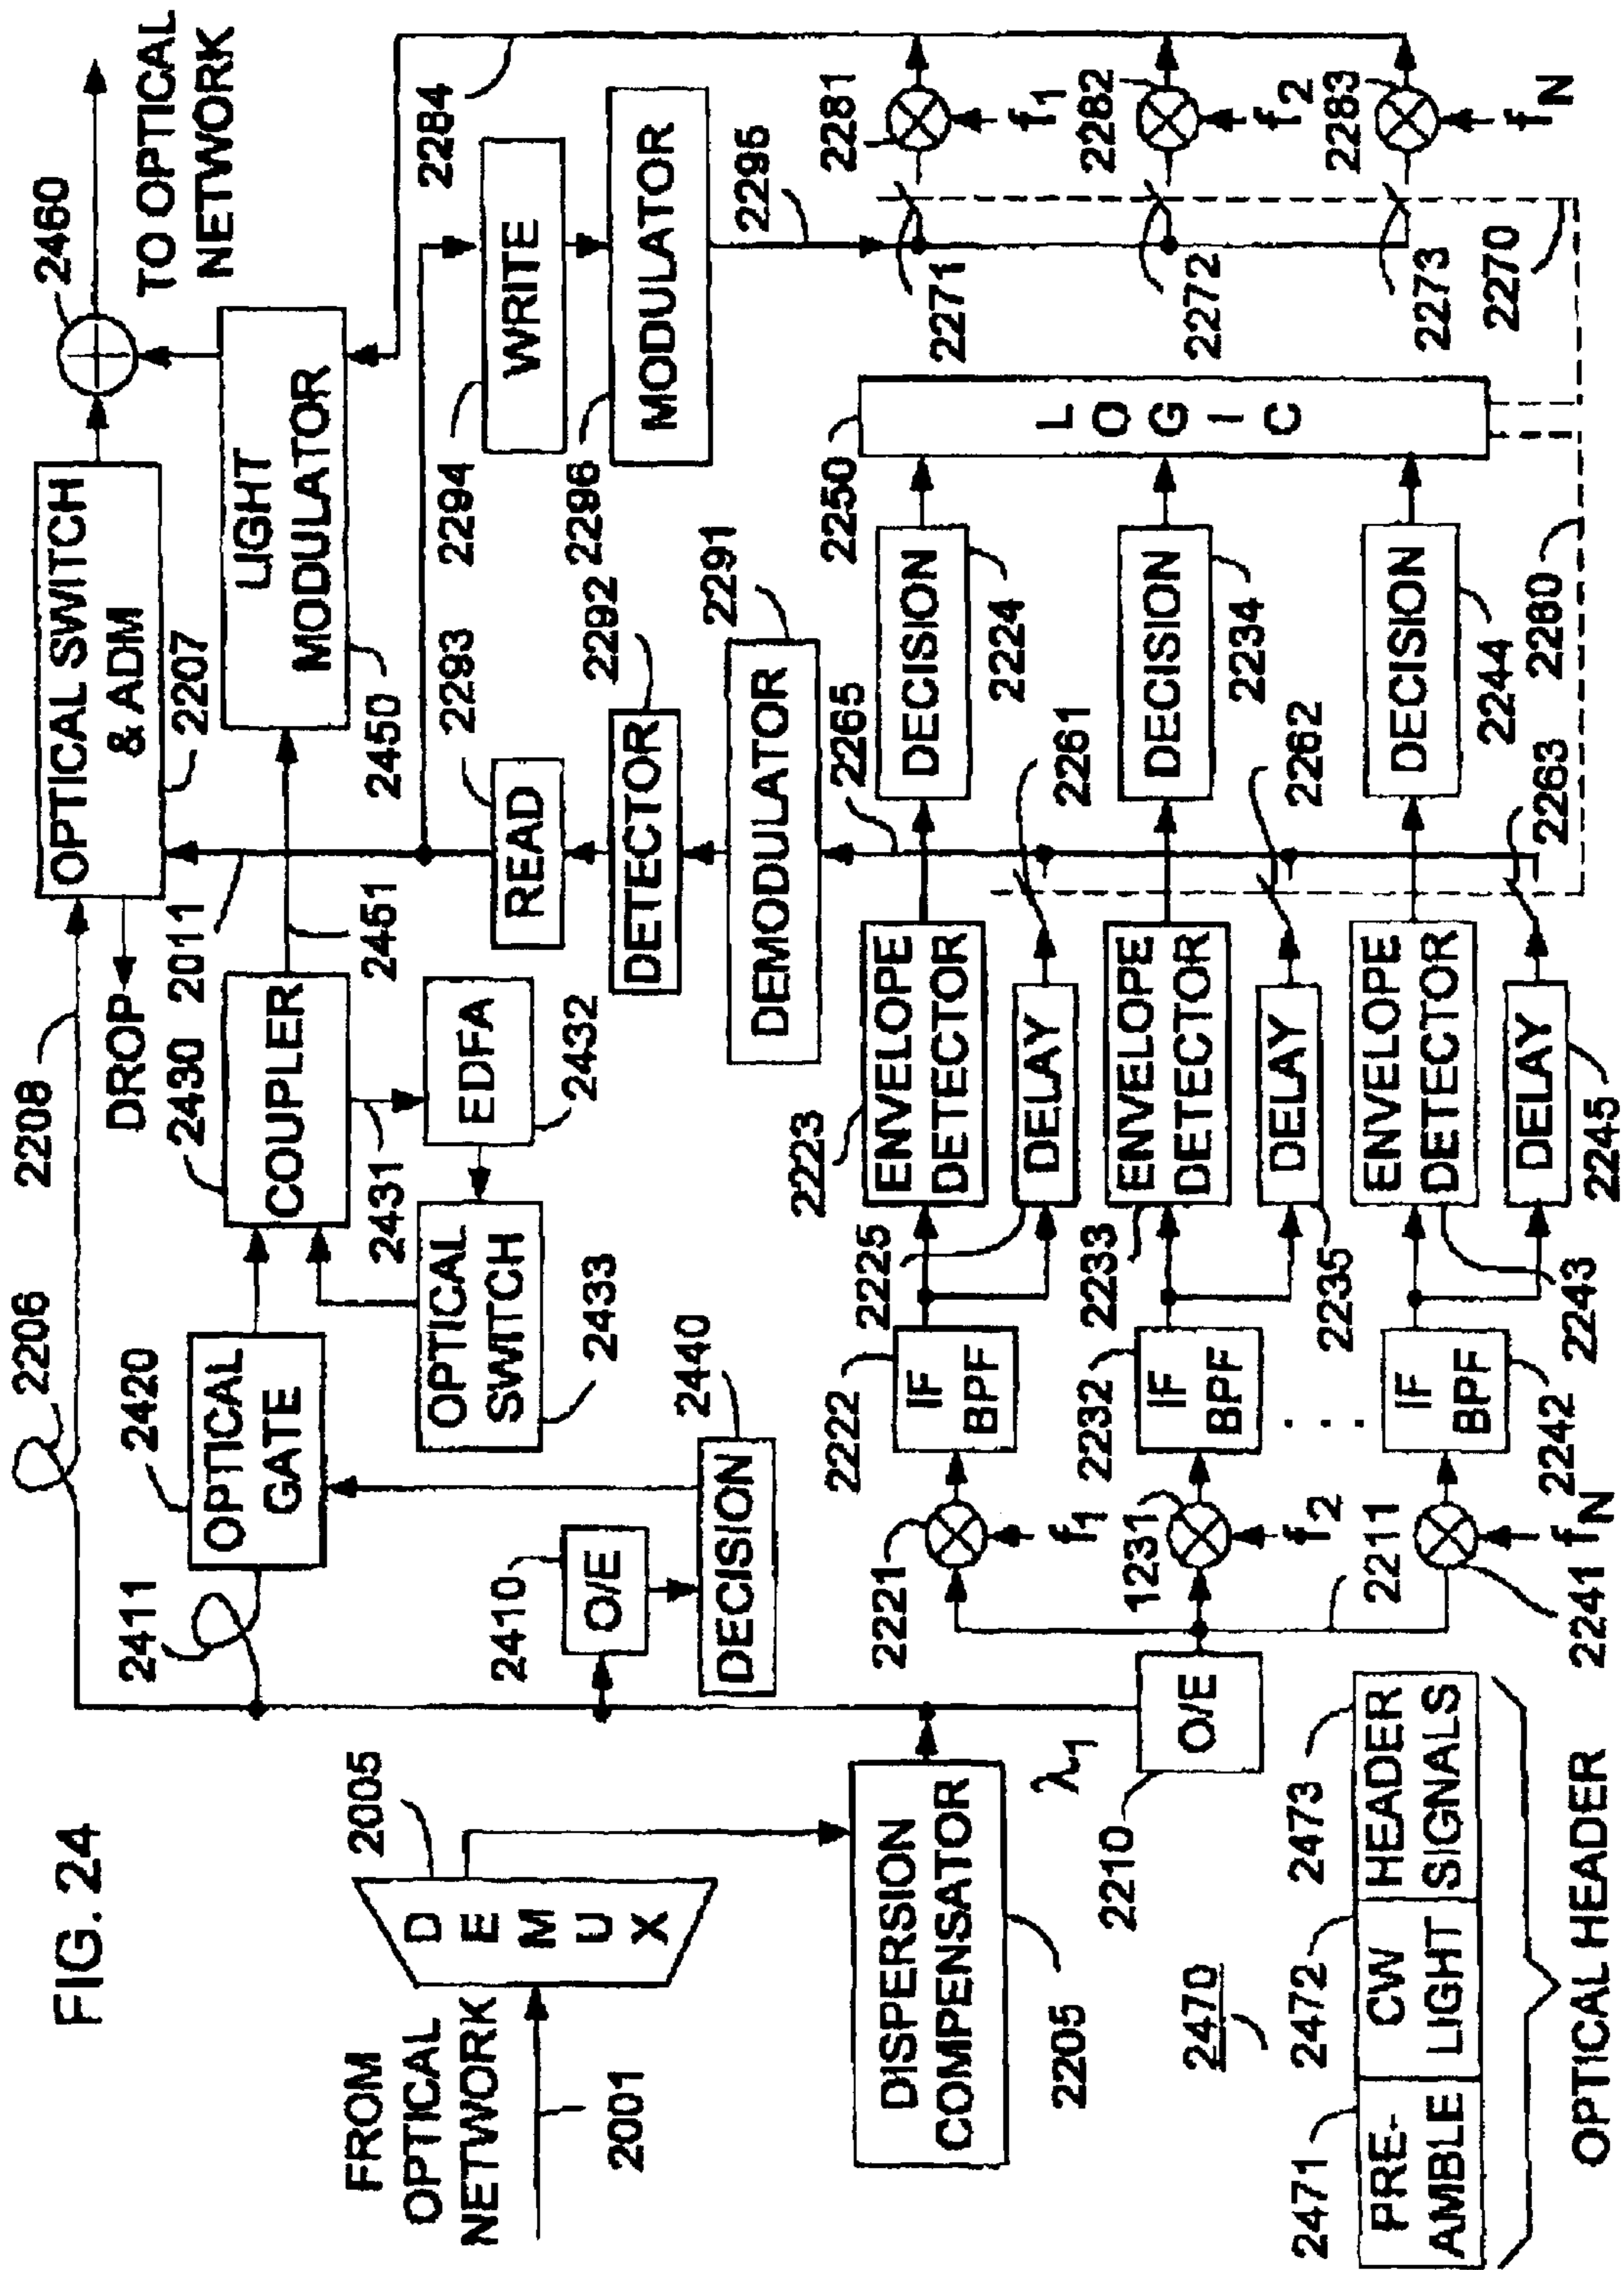 FIG. 24
FROM
OPTICAL
NETWORK
2001
D
E
M
U
X
2005
DISPERSION
COMPENSATOR
2205
λ1
2206
2208
2411
OPTICAL
GATE
2420
2410
O/E
DECISION
2440
COUPLER
2430
2431
EDFA
2432
OPTICAL
SWITCH
2433
2451
OPTICAL SWITCH
& ADM
2207
DROP
2011
LIGHT
MODULATOR
2450
2460
TO OPTICAL
NETWORK
2284
READ
2293
DETECTOR
2292
DEMODULATOR
2291
2265
WRITE
2294
MODULATOR
2296
2295
O/E
2210
2211
2221
f1
1231
f2
2241
fN
IF
BPF
2222
IF
BPF
2232
. . .
IF
BPF
2242
ENVELOPE
DETECTOR
2223
DELAY
2225
ENVELOPE
DETECTOR
2233
DELAY
2235
ENVELOPE
DETECTOR
2243
DELAY
2245
2261
2262
2263
DECISION
2224
DECISION
2234
DECISION
2244
L
O
G
I
C
2250
2280
2270
2271
2272
2273
2281
f1
2282
f2
2283
fN
2470
2471
PRE-
AMBLE
2472
CW
LIGHT
2473
HEADER
SIGNALS
OPTICAL HEADER